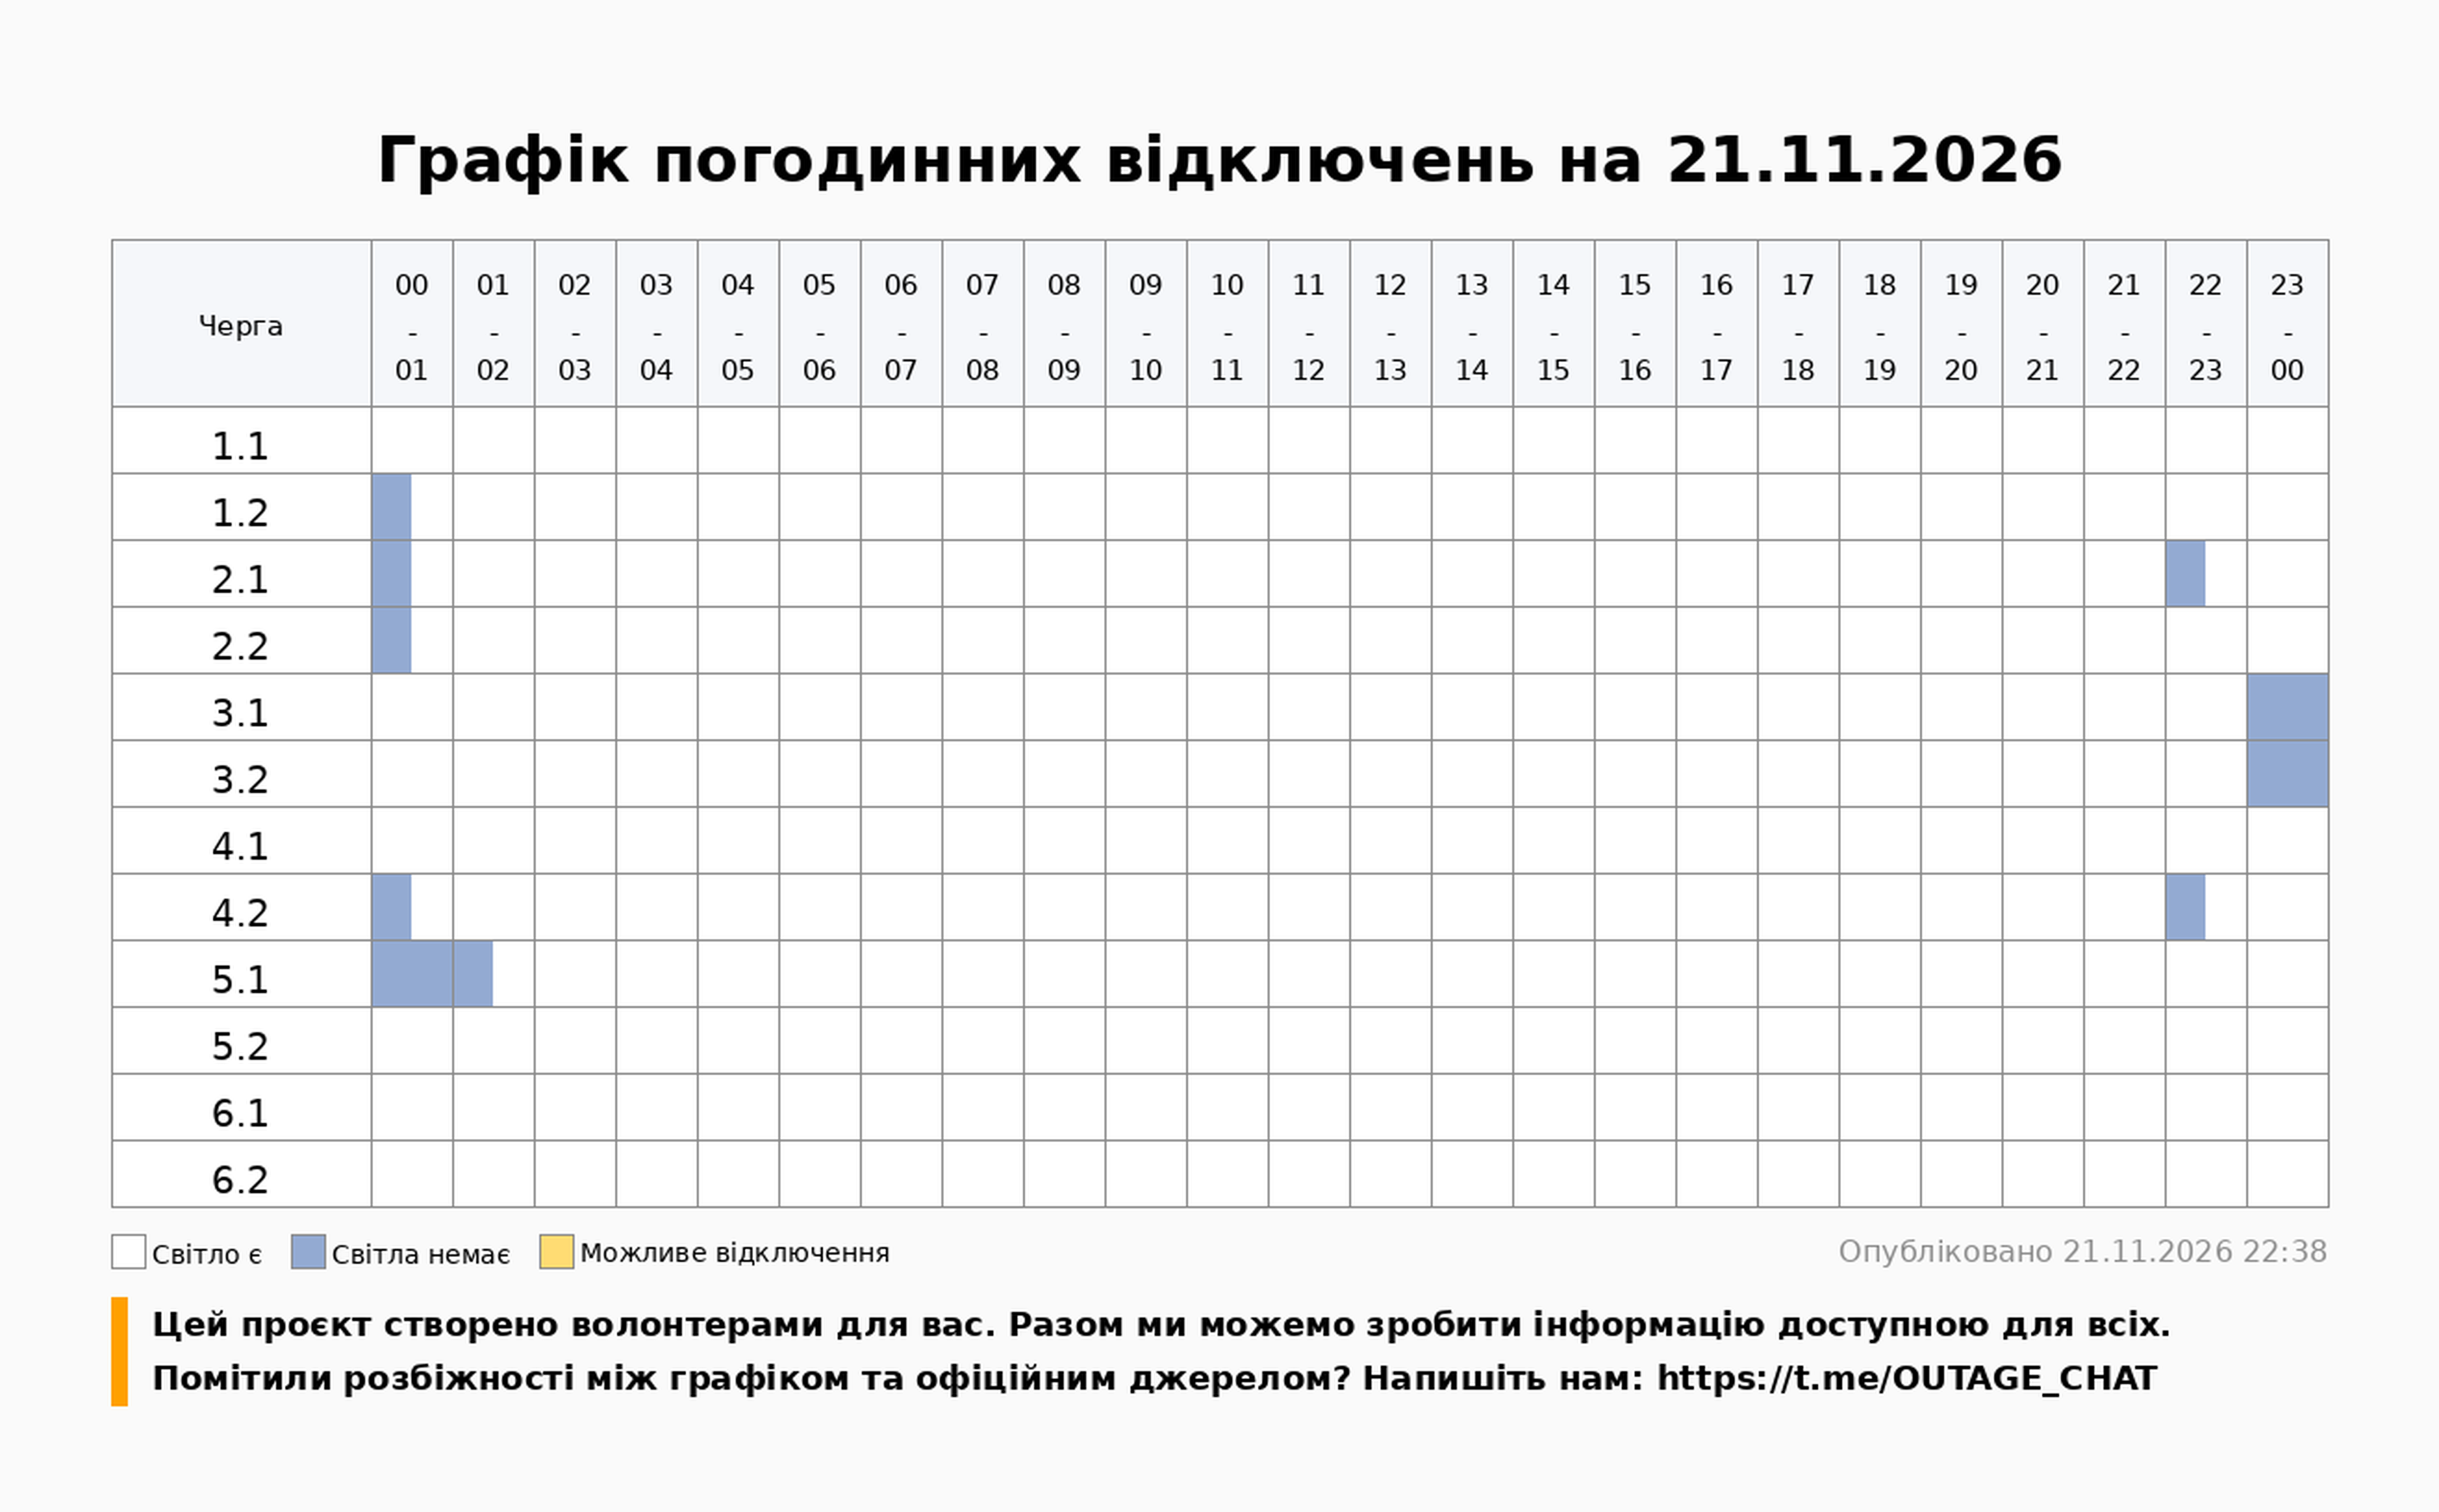 Графік погодинних відключень на 21.11.2026
Черга 00 - 01 01 - 02 02 - 03 03 - 04 04 - 05 05 - 06 06 - 07 07 - 08 08 - 09 09 - 10 10 - 11 11 - 12 12 - 13 13 - 14 14 - 15 15 - 16 16 - 17 17 - 18 18 - 19 19 - 20 20 - 21 21 - 22 22 - 23 23 - 00
1.1
1.2
2.1
2.2
3.1
3.2
4.1
4.2
5.1
5.2
6.1
6.2
Світло є Світла немає Можливе відключення Опубліковано 21.11.2026 22:38
Цей проєкт створено волонтерами для вас. Разом ми можемо зробити інформацію доступною для всіх.
Помітили розбіжності між графіком та офіційним джерелом? Напишіть нам: https://t.me/OUTAGE_CHAT